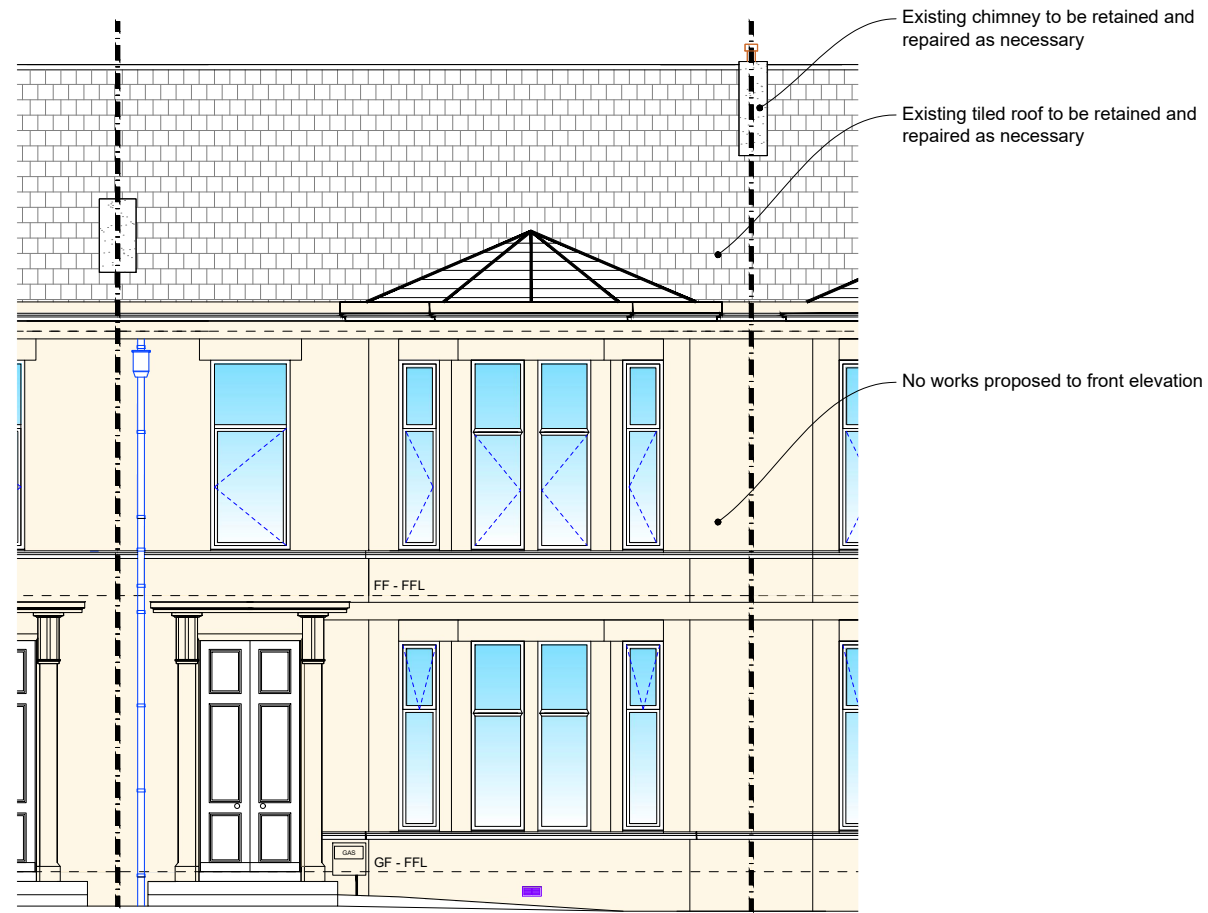 Existing chimney to be retained and
repaired as necessary
Existing tiled roof to be retained and
repaired as necessary
No works proposed to front elevation
FF - FFL
GAS
GF - FFL